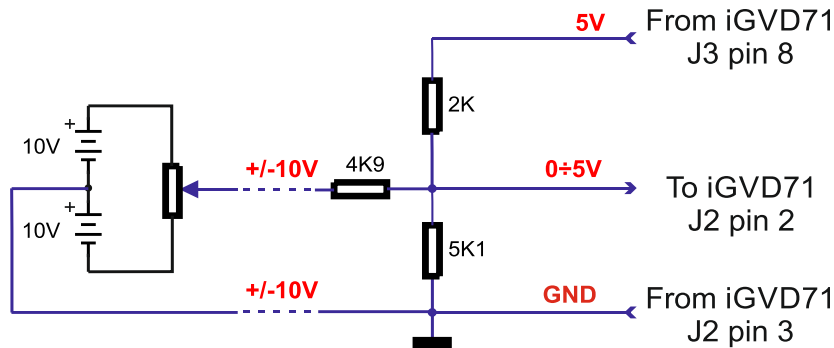 5V
From iGVD71
J3 pin 8
2K
+
10V
+/-10V
4K9
0÷5V
To iGVD71
J2 pin 2
+
10V
5K1
+/-10V
GND
From iGVD71
J2 pin 3